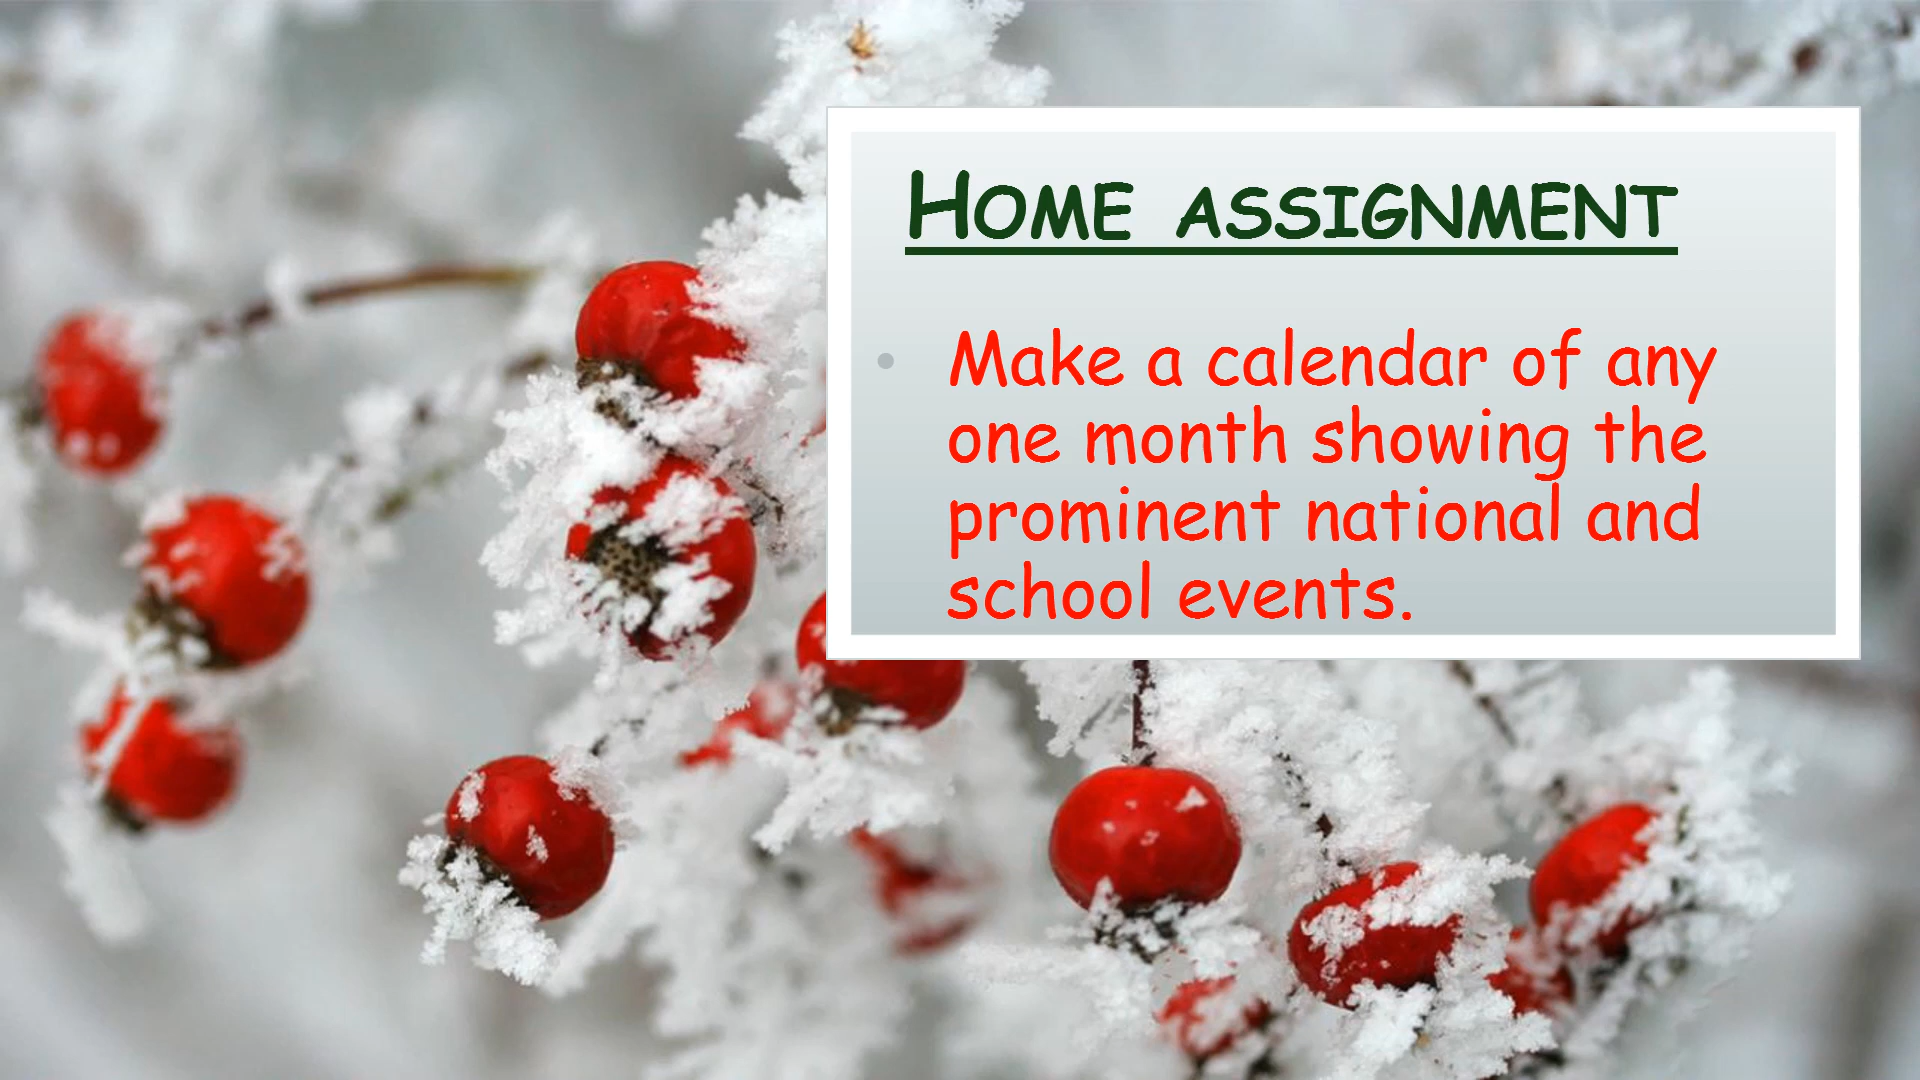 HOME ASSIGNMENT
• Make a calendar of any
one month showing the
prominent national and
school events.